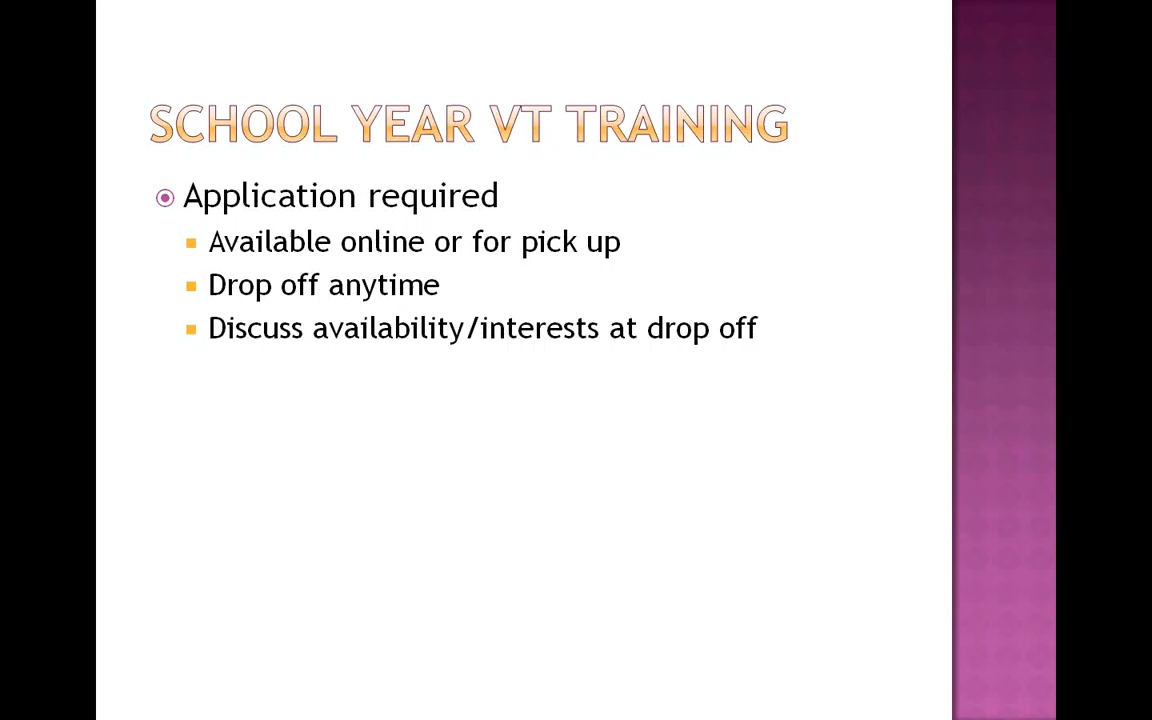 SCHOOL YEAR VT TRAINING
Application required
Available online or for pick up
Drop off anytime
Discuss availability/interests at drop off